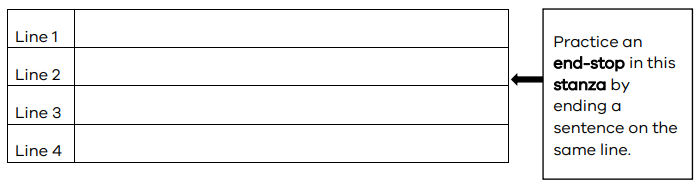 Line 1
Line 2
Line 3
Line 4
Practice an
end-stop in this
stanza by
ending a
sentence on the
same line.